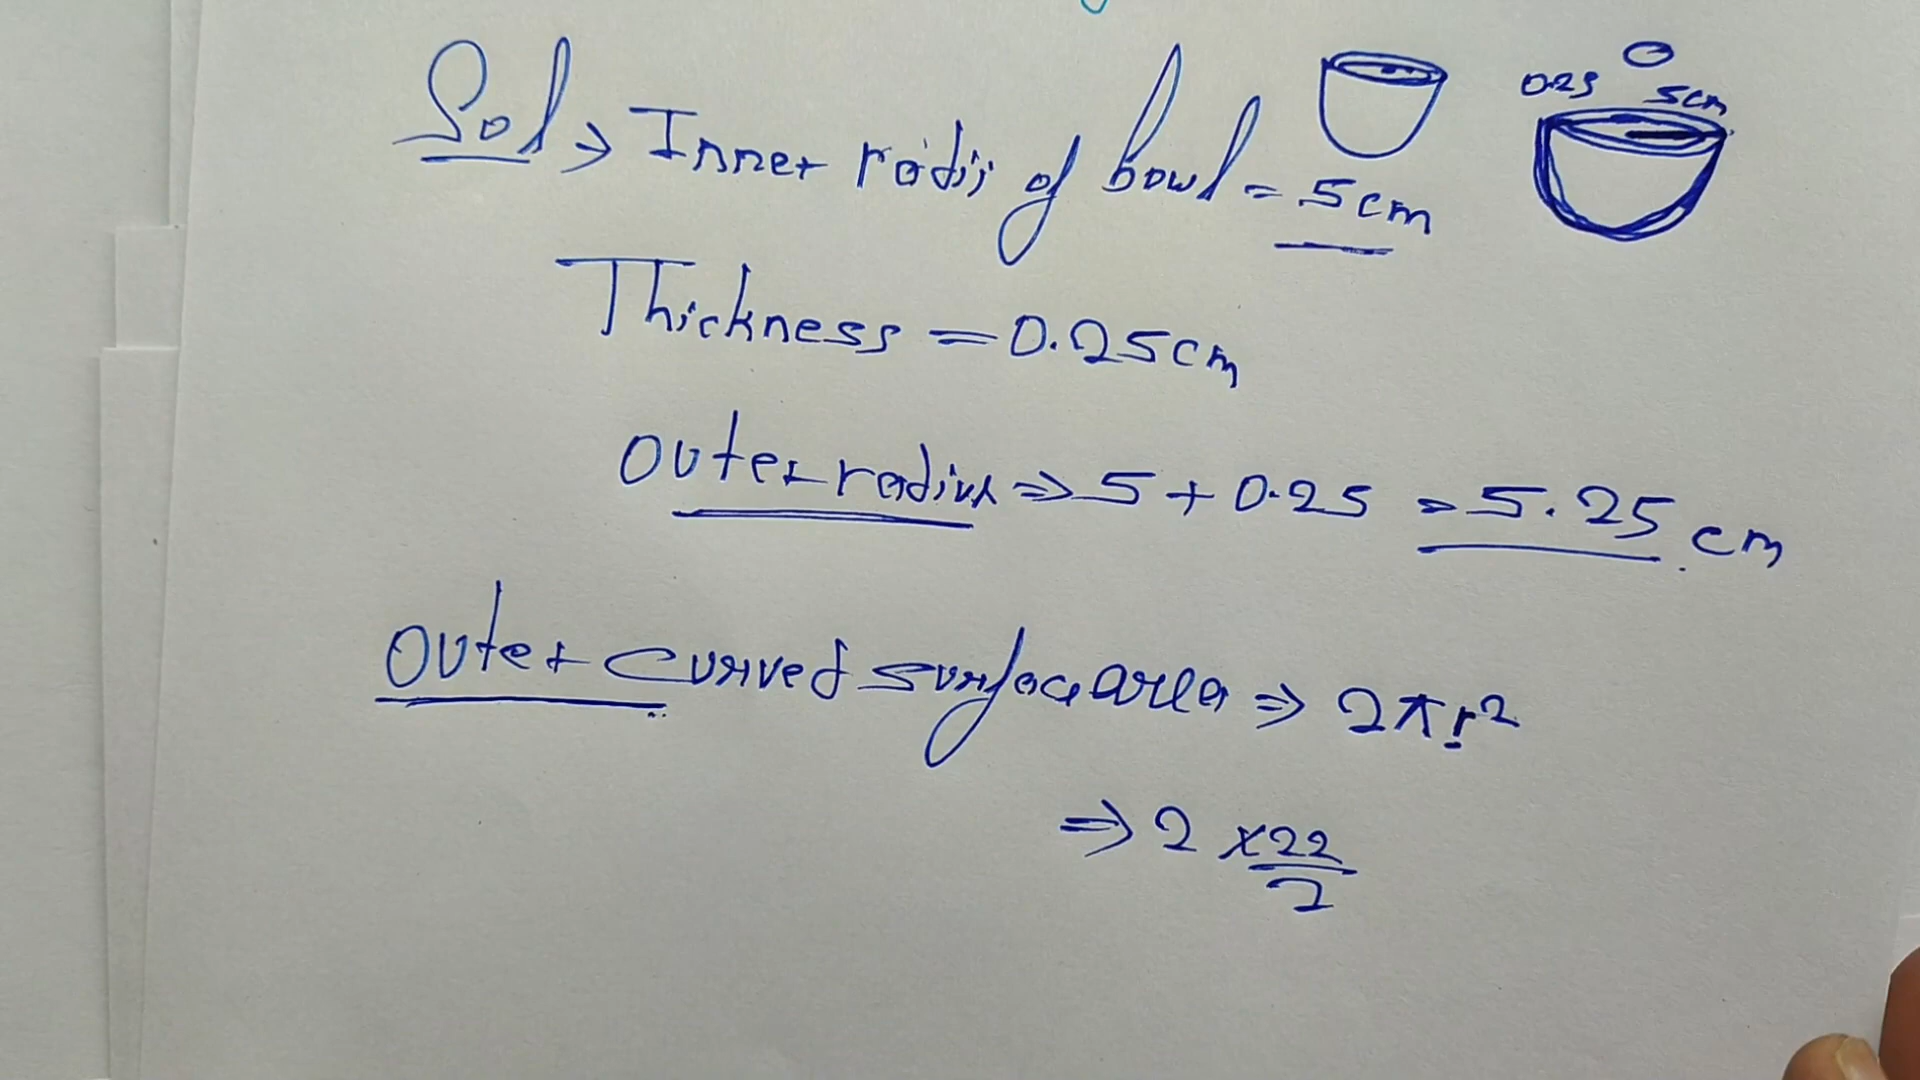 Sol → Inner radii of bowl = 5cm
0.25 5cm
Thickness = 0.25cm
Outer radius ⇒ 5 + 0.25 = 5.25 cm
Outer curved surface area ⇒ 2πr²
⇒ 2 × 22/7